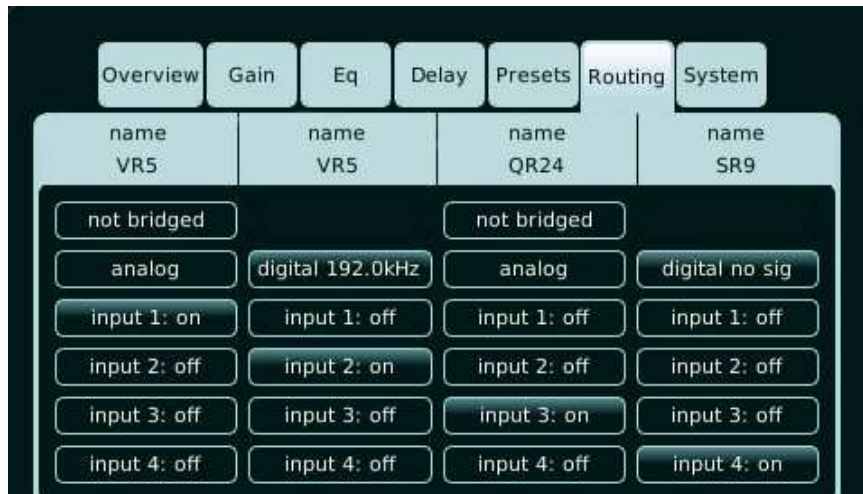 Overview Gain Eq Delay Presets Routing System
name name name name
VR5 VR5 QR24 SR9
not bridged not bridged
analog digital 192.0kHz analog digital no sig
input 1: on input 1: off input 1: off input 1: off
input 2: off input 2: on input 2: off input 2: off
input 3: off input 3: off input 3: on input 3: off
input 4: off input 4: off input 4: off input 4: on